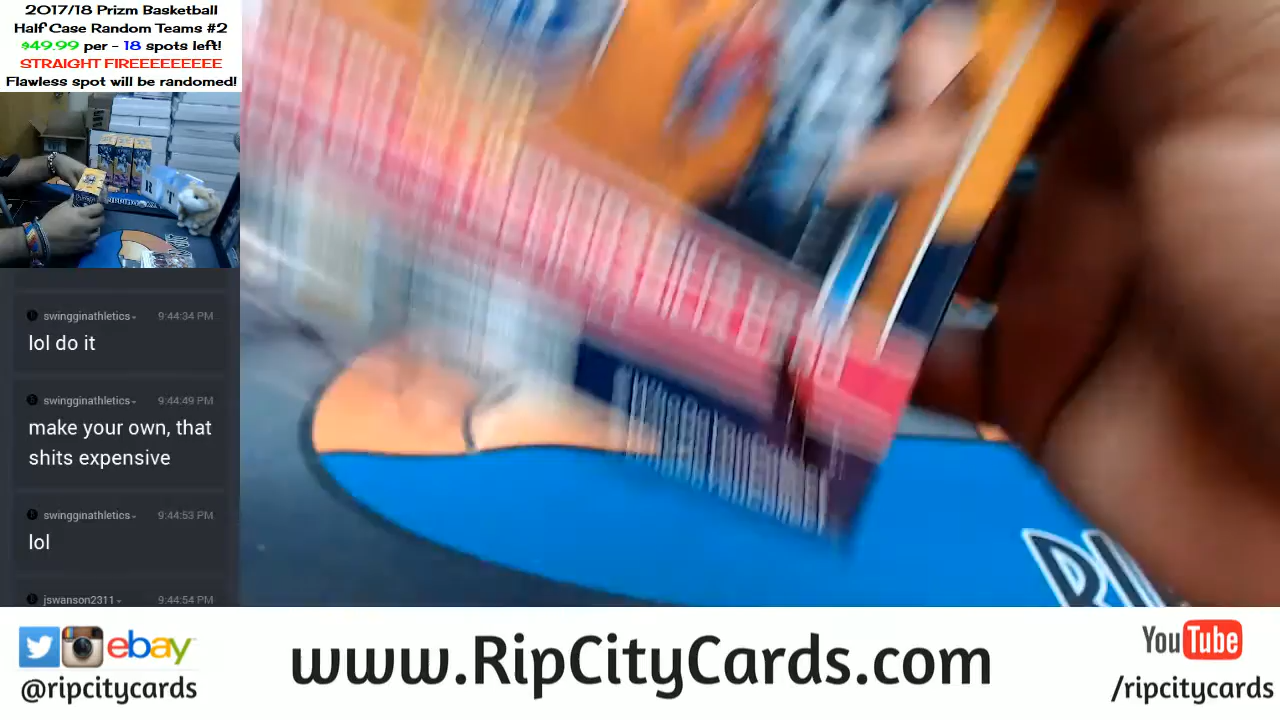 2017/18 Prizm Basketball
Half Case Random Teams #2
$49.99 per - 18 spots left!
STRAIGHT FIREEEEEEEEE
Flawless spot will be randomed!
swingginathletics 9:44:34 PM
lol do it
swingginathletics 9:44:49 PM
make your own, that
shits expensive
swingginathletics 9:44:53 PM
lol
jswanson2311 9:44:54 PM
ebay
@ripcitycards
www.RipCityCards.com
YouTube
/ripcitycards